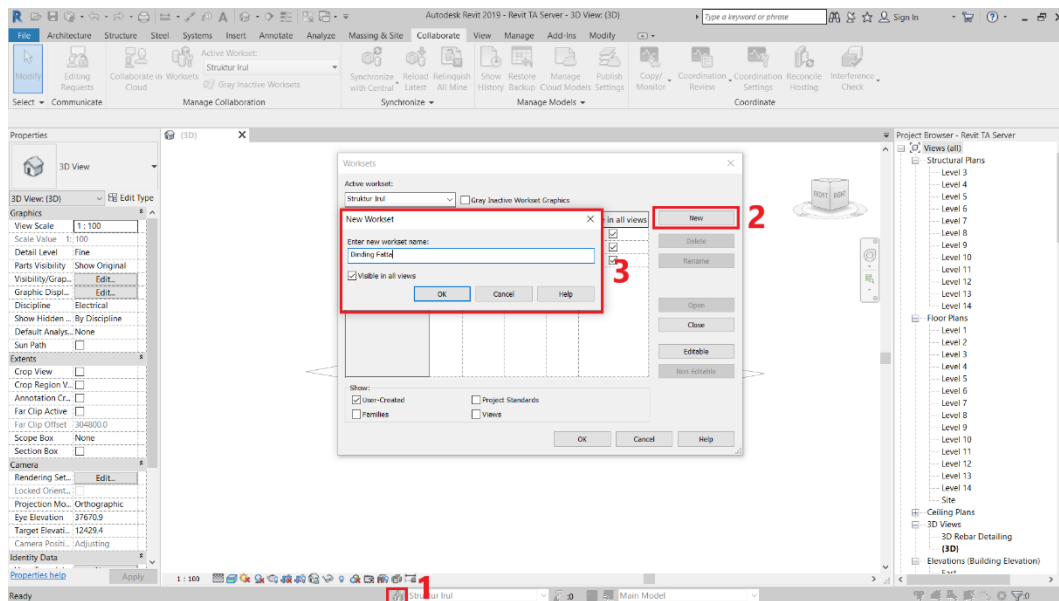 Autodesk Revit 2019 - Revit TA Server - 3D View: {3D}
Type a keyword or phrase
Sign In
File Architecture Structure Steel Systems Insert Annotate Analyze Massing & Site Collaborate View Manage Add-Ins Modify
Modify
Editing Requests
Collaborate in Cloud
Worksets
Active Workset:
Struktur Irul
Gray Inactive Worksets
Synchronize with Central
Reload Latest
Relinquish All Mine
Show History
Restore Backup
Manage Cloud Models
Publish Settings
Copy/ Monitor
Coordination Review
Coordination Settings
Reconcile Hosting
Interference Check
Select Communicate Manage Collaboration Synchronize Manage Models Coordinate
Properties
3D View
3D View: {3D}
Edit Type
Graphics
View Scale 1 : 100
Scale Value 1: 100
Detail Level Fine
Parts Visibility Show Original
Visibility/Grap... Edit...
Graphic Displ... Edit...
Discipline Electrical
Show Hidden ... By Discipline
Default Analys... None
Sun Path
Extents
Crop View
Crop Region V...
Annotation Cr...
Far Clip Active
Far Clip Offset 304800.0
Scope Box None
Section Box
Camera
Rendering Set... Edit...
Locked Orient...
Projection Mo... Orthographic
Eye Elevation 37670.9
Target Elevati... 12429.4
Camera Positi... Adjusting
Identity Data
Properties help
Apply
{3D}
FRONT
RIGHT
Worksets
Active workset:
Struktur Irul
Gray Inactive Workset Graphics
in all views
New
2
Delete
Rename
Open
Close
Editable
Non Editable
New Workset
Enter new workset name:
Dinding Fatta
Visible in all views
OK Cancel Help
3
Show:
User-Created
Project Standards
Families
Views
OK Cancel Help
Project Browser - Revit TA Server
Views (all)
Structural Plans
Level 3
Level 4
Level 5
Level 6
Level 7
Level 8
Level 9
Level 10
Level 11
Level 12
Level 13
Level 14
Floor Plans
Level 1
Level 2
Level 3
Level 4
Level 5
Level 6
Level 7
Level 8
Level 9
Level 10
Level 11
Level 12
Level 13
Level 14
Site
Ceiling Plans
3D Views
3D Rebar Detailing
{3D}
Elevations (Building Elevation)
East
1 : 100
1
Ready
Struktur Irul
:0
Main Model
:0